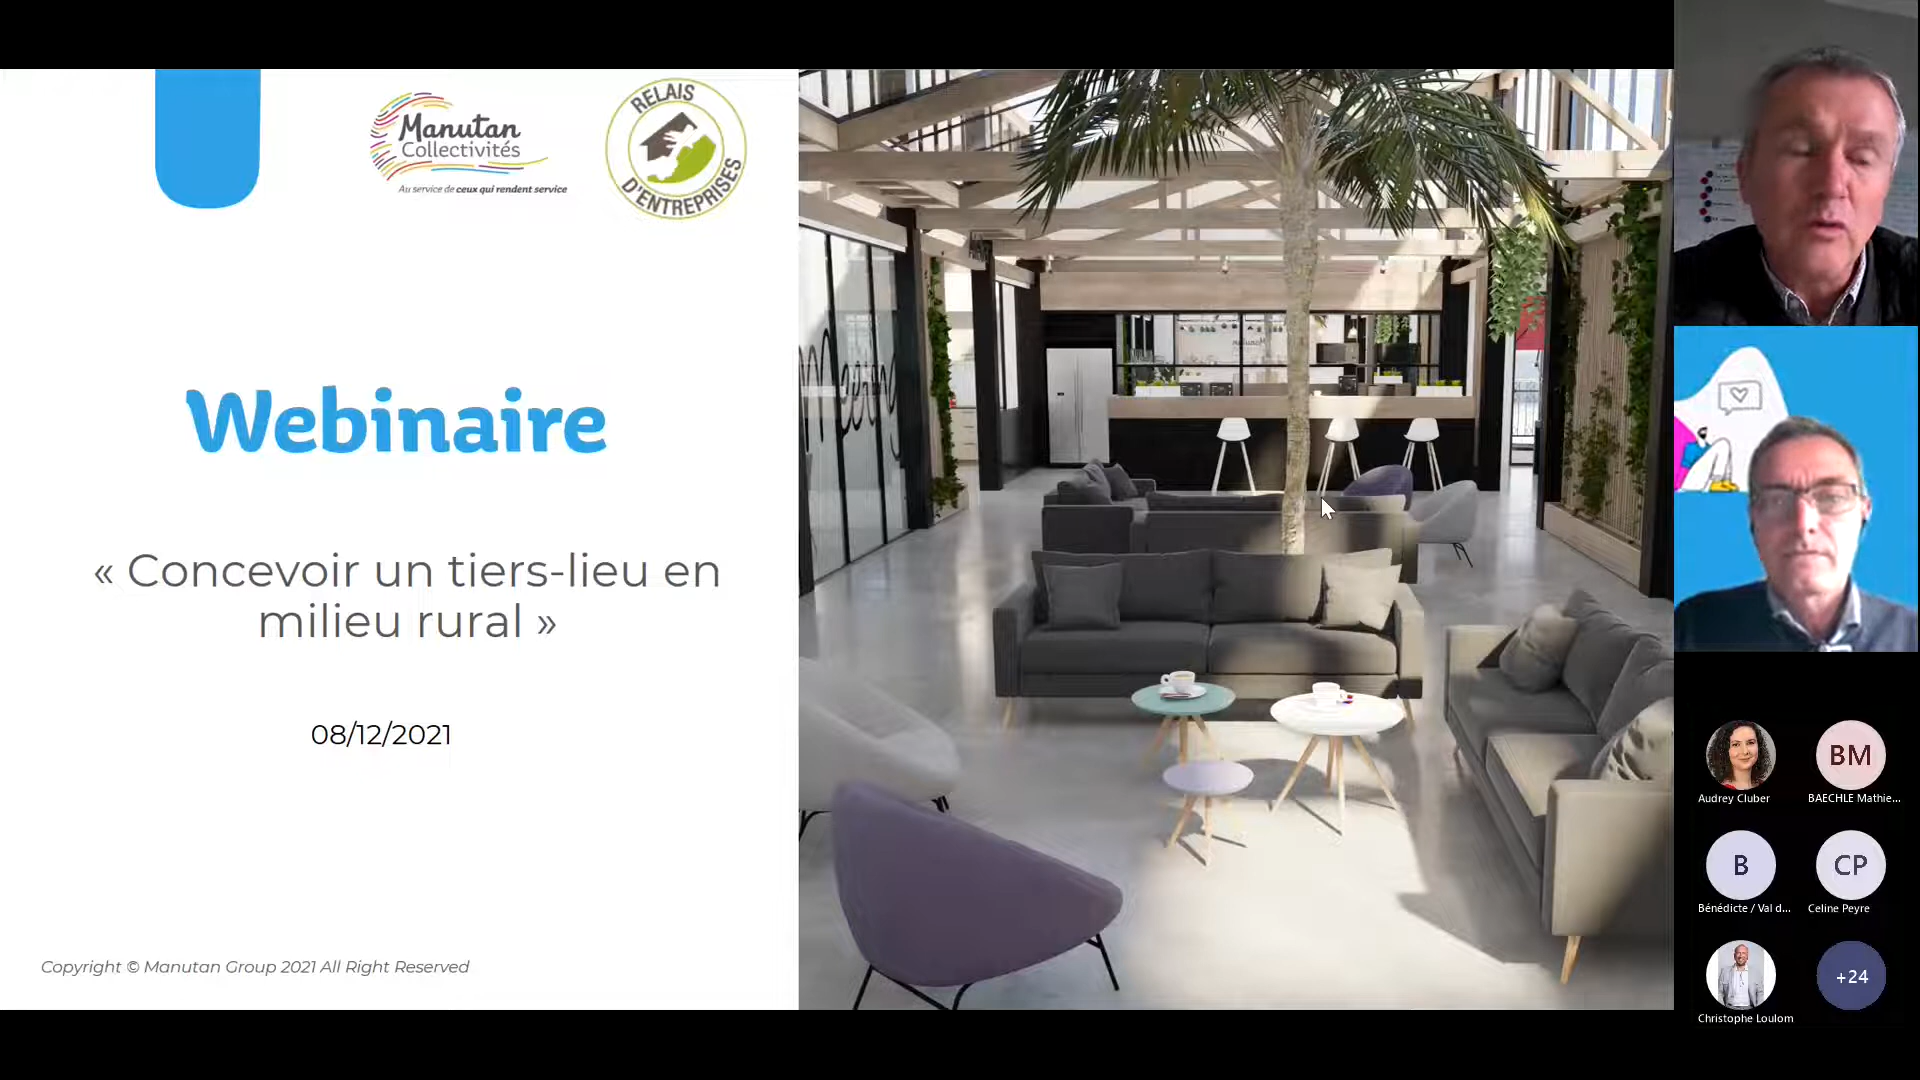 Manutan
Collectivités
Au service de ceux qui rendent service
RELAIS
D'ENTREPRISES
Webinaire
« Concevoir un tiers-lieu en
milieu rural »
08/12/2021
Copyright © Manutan Group 2021 All Right Reserved
Meeting
Audrey Cluber
BM
BAECHLE Mathie...
B
Bénédicte / Val d...
CP
Celine Peyre
Christophe Loulom
+24